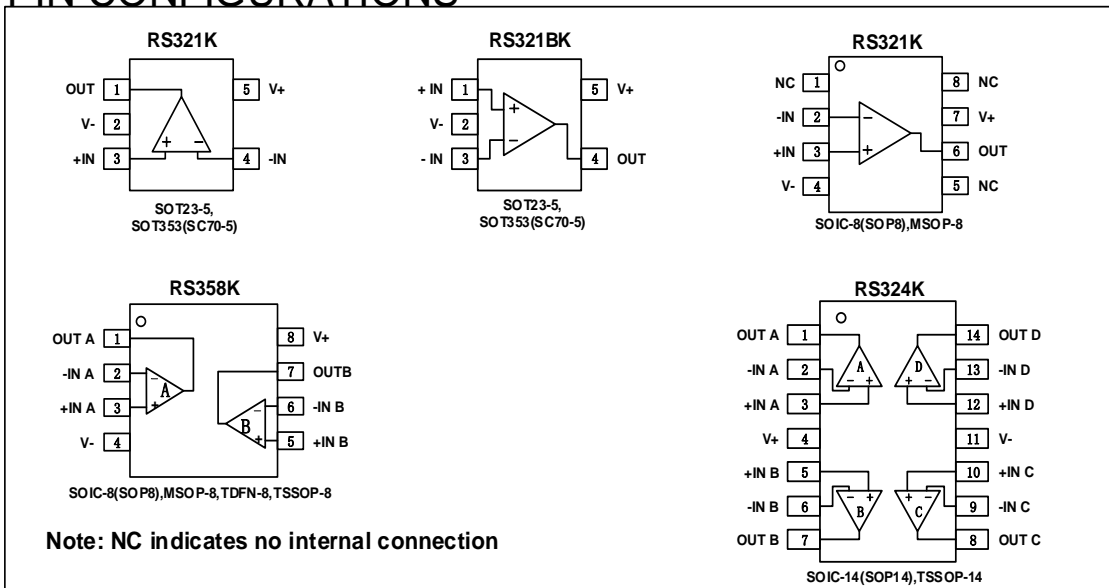 PIN CONFIGURATIONS
RS321K
OUT 1
V- 2
+IN 3
5 V+
4 -IN
+ -
SOT23-5,
SOT353(SC70-5)
RS321BK
+ IN 1
V- 2
- IN 3
5 V+
4 OUT
+
-
SOT23-5,
SOT353(SC70-5)
RS321K
NC 1
-IN 2
+IN 3
V- 4
8 NC
7 V+
6 OUT
5 NC
-
+
SOIC-8(SOP8),MSOP-8
RS358K
OUT A 1
-IN A 2
+IN A 3
V- 4
8 V+
7 OUTB
6 -IN B
5 +IN B
-
A
+
-
B
+
SOIC-8(SOP8),MSOP-8,TDFN-8,TSSOP-8
RS324K
OUT A 1
-IN A 2
+IN A 3
V+ 4
+IN B 5
-IN B 6
OUT B 7
14 OUT D
13 -IN D
12 +IN D
11 V-
10 +IN C
9 -IN C
8 OUT C
A D
- + + -
- + + -
B C
SOIC-14(SOP14),TSSOP-14
Note: NC indicates no internal connection